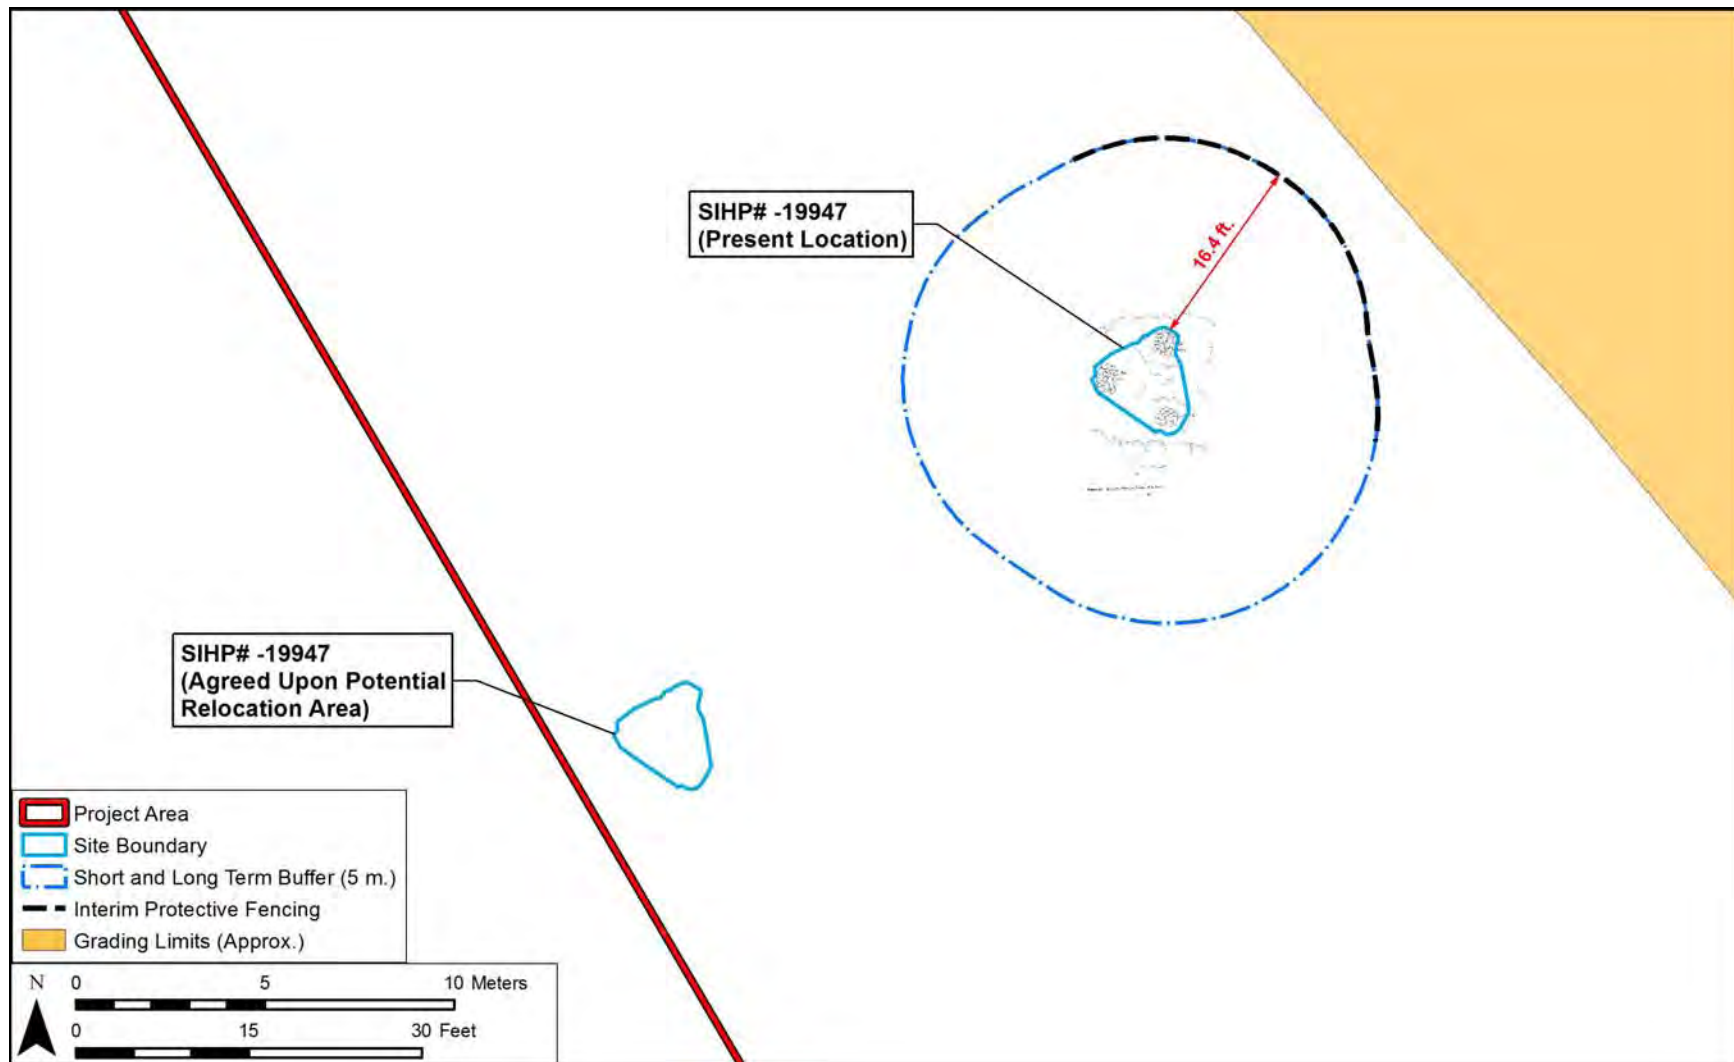 SIHP# -19947
(Present Location)
16.4 ft.
SIHP# -19947
(Agreed Upon Potential
Relocation Area)
Project Area
Site Boundary
Short and Long Term Buffer (5 m.)
Interim Protective Fencing
Grading Limits (Approx.)
N
0 5 10 Meters
0 15 30 Feet